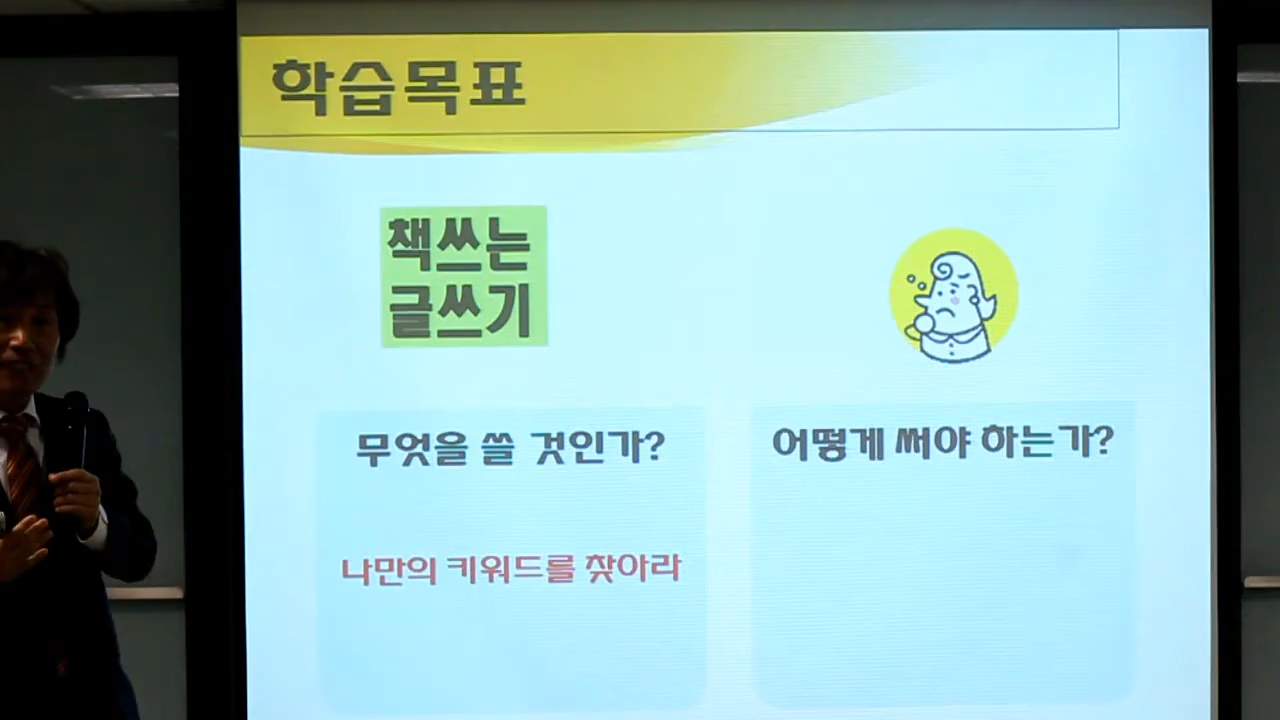 학습목표
책쓰는
글쓰기
무엇을 쓸 것인가?
어떻게 써야 하는가?
나만의 키워드를 찾아라